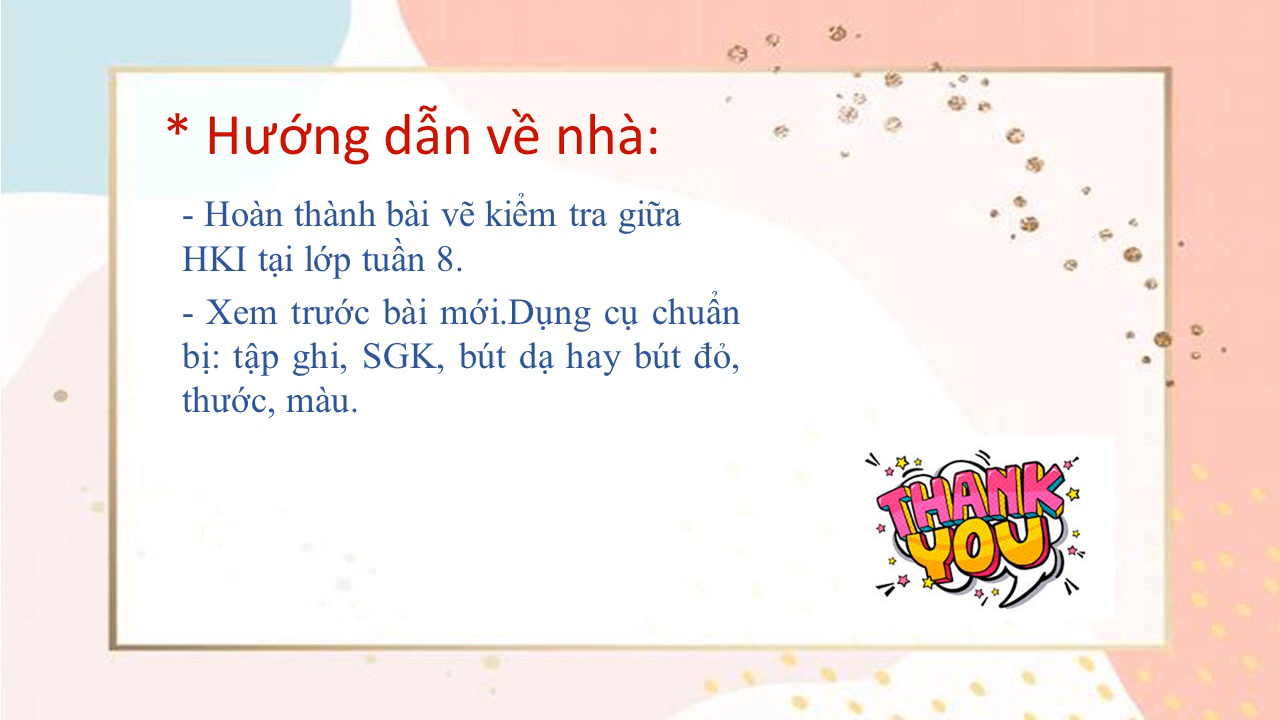 * Hướng dẫn về nhà:
- Hoàn thành bài vẽ kiểm tra giữa
HKI tại lớp tuần 8.
- Xem trước bài mới.Dụng cụ chuẩn
bị: tập ghi, SGK, bút dạ hay bút đỏ,
thước, màu.
THANK
YOU